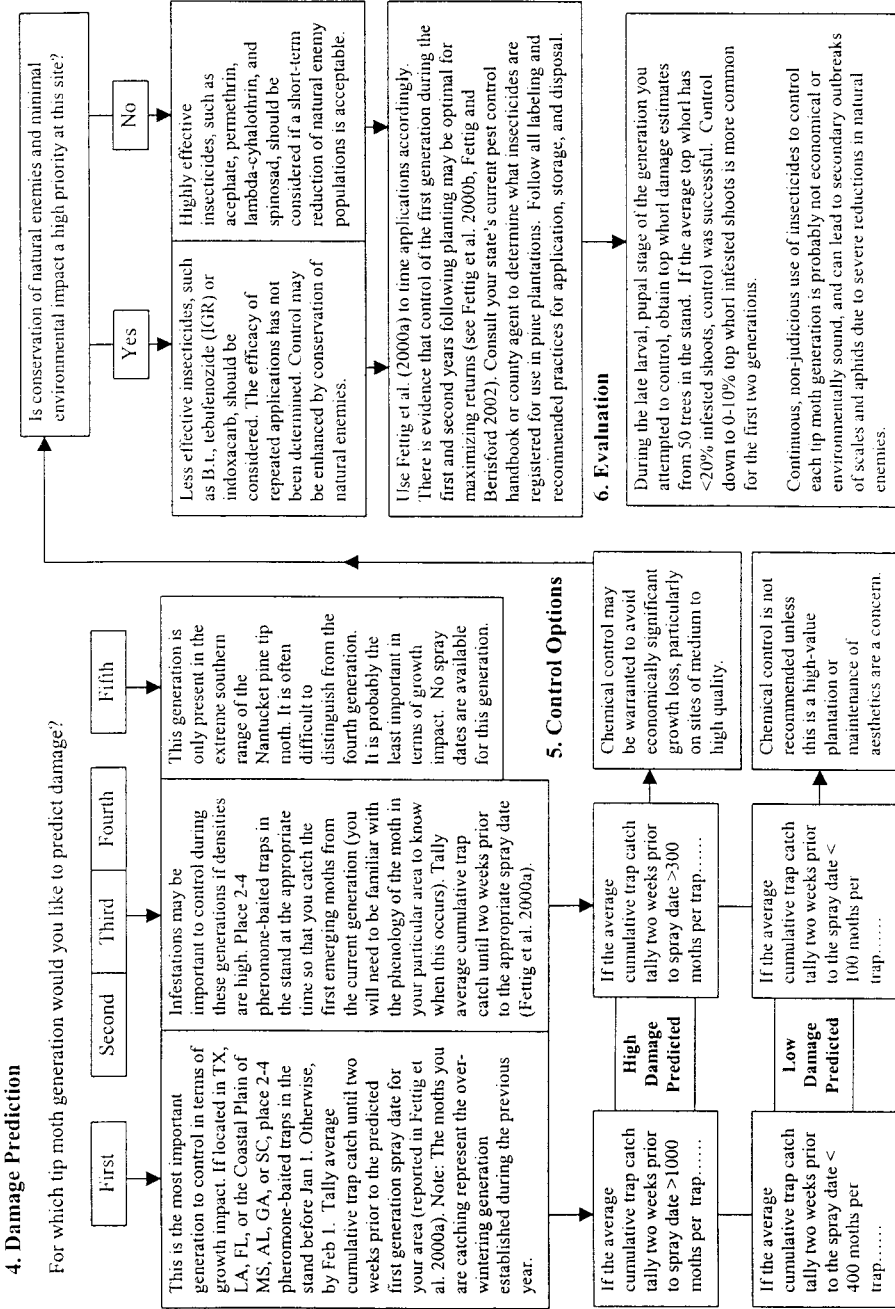 4. Damage Prediction
For which tip moth generation would you like to predict damage?
First
Second
Third
Fourth
Fifth
This is the most important
generation to control in terms of
growth impact. If located in TX,
LA, FL, or the Coastal Plain of
MS, AL, GA, or SC, place 2-4
pheromone-baited traps in the
stand before Jan 1. Otherwise,
by Feb 1. Tally average
cumulative trap catch until two
weeks prior to the predicted
first generation spray date for
your area (reported in Fettig et
al. 2000a). Note: The moths you
are catching represent the over-
wintering generation
established during the previous
year.
Infestations may be
important to control during
these generations if densities
are high. Place 2-4
pheromone-baited traps in
the stand at the appropriate
time so that you catch the
first emerging moths from
the current generation (you
will need to be familiar with
the phenology of the moth in
your particular area to know
when this occurs). Tally
average cumulative trap
catch until two weeks prior
to the appropriate spray date
(Fettig et al. 2000a).
This generation is
only present in the
extreme southern
range of the
Nantucket pine tip
moth. It is often
difficult to
distinguish from the
fourth generation.
It is probably the
least important in
terms of growth
impact. No spray
dates are available
for this generation.
If the average
cumulative trap catch
tally two weeks prior
to spray date >1000
moths per trap......
High
Damage
Predicted
If the average
cumulative trap catch
tally two weeks prior
to spray date >300
moths per trap......
If the average
cumulative trap catch
tally two weeks prior
to the spray date <
400 moths per
trap......
Low
Damage
Predicted
If the average
cumulative trap catch
tally two weeks prior
to the spray date <
100 moths per
trap......
5. Control Options
Chemical control may
be warranted to avoid
economically significant
growth loss, particularly
on sites of medium to
high quality.
Chemical control is not
recommended unless
this is a high-value
plantation or
maintenance of
aesthetics are a concern.
Is conservation of natural enemies and minimal
environmental impact a high priority at this site?
Yes
No
Less effective insecticides, such
as B.t., tebufenozide (IGR) or
indoxacarb, should be
considered. The efficacy of
repeated applications has not
been determined. Control may
be enhanced by conservation of
natural enemies.
Highly effective
insecticides, such as
acephate, permethrin,
lambda-cyhalothrin, and
spinosad, should be
considered if a short-term
reduction of natural enemy
populations is acceptable.
Use Fettig et al. (2000a) to time applications accordingly.
There is evidence that control of the first generation during the
first and second years following planting may be optimal for
maximizing returns (see Fettig et al. 2000b, Fettig and
Berisford 2002). Consult your state's current pest control
handbook or county agent to determine what insecticides are
registered for use in pine plantations. Follow all labeling and
recommended practices for application, storage, and disposal.
6. Evaluation
During the late larval, pupal stage of the generation you
attempted to control, obtain top whorl damage estimates
from 50 trees in the stand. If the average top whorl has
<20% infested shoots, control was successful. Control
down to 0-10% top whorl infested shoots is more common
for the first two generations.
Continuous, non-judicious use of insecticides to control
each tip moth generation is probably not economical or
environmentally sound, and can lead to secondary outbreaks
of scales and aphids due to severe reductions in natural
enemies.